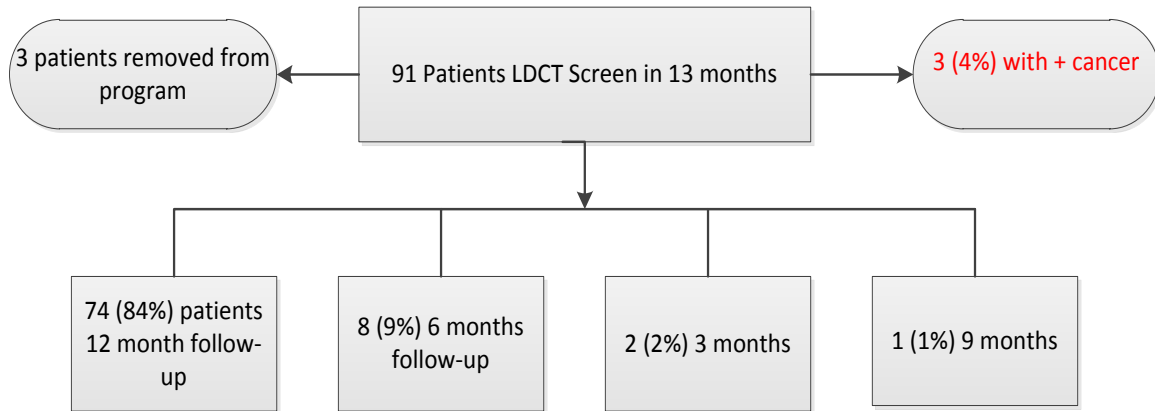 3 patients removed from
program
91 Patients LDCT Screen in 13 months
3 (4%) with + cancer
74 (84%) patients
12 month follow-
up
8 (9%) 6 months
follow-up
2 (2%) 3 months
1 (1%) 9 months